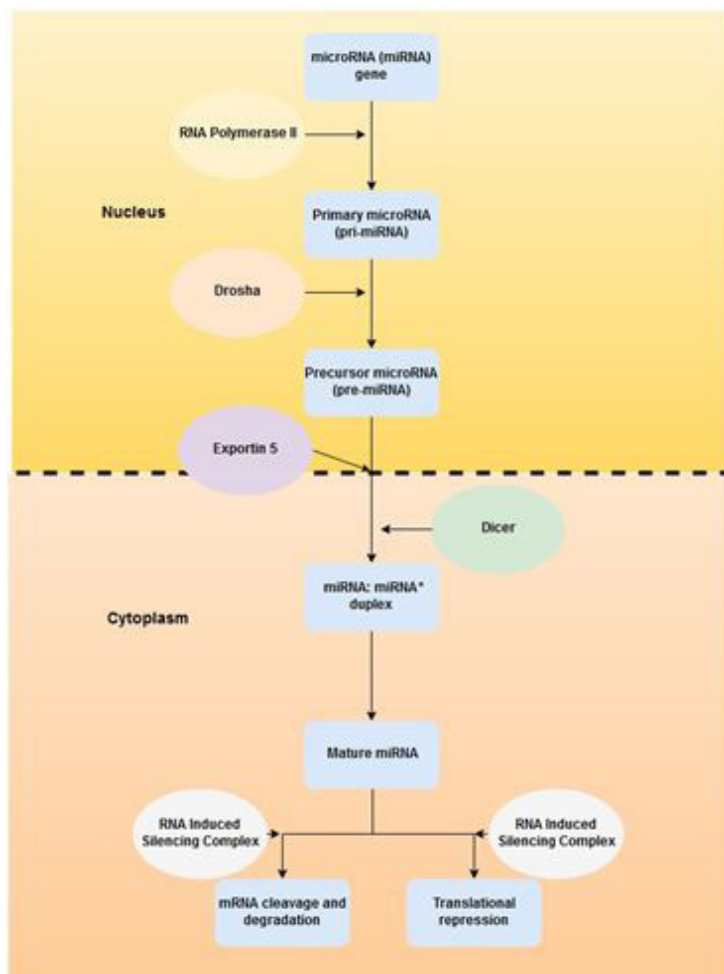 microRNA (miRNA)
gene
RNA Polymerase II
Nucleus
Primary microRNA
(pri-miRNA)
Drosha
Precursor microRNA
(pre-miRNA)
Exportin 5
Dicer
miRNA: miRNA*
duplex
Cytoplasm
Mature miRNA
RNA Induced
Silencing Complex
RNA Induced
Silencing Complex
mRNA cleavage and
degradation
Translational
repression